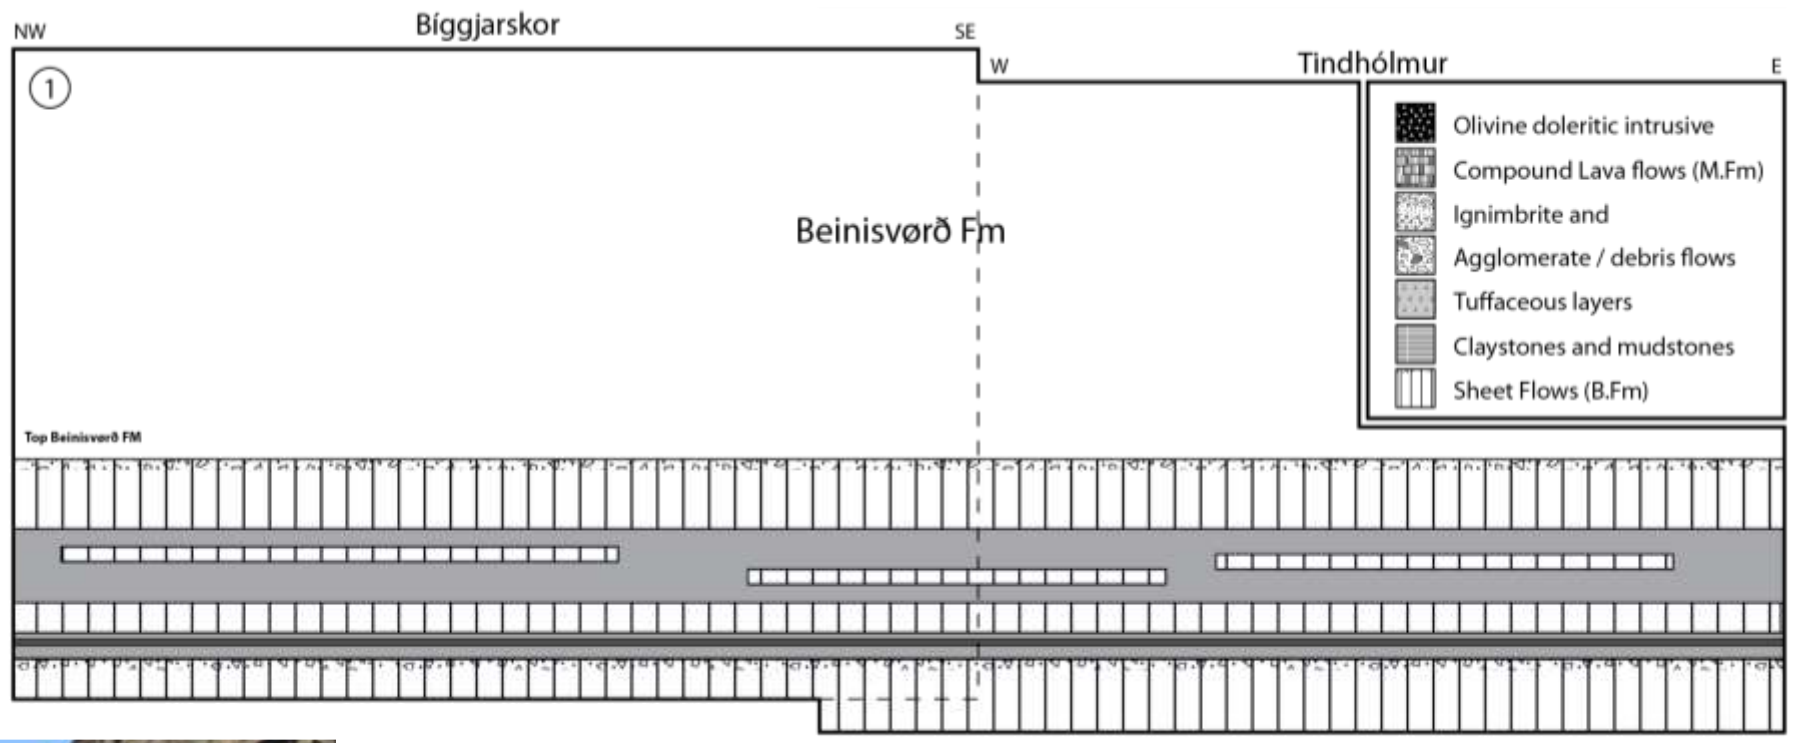 NW
Bíggjarskor
SE
W
Tindhólmur
E
1
Olivine doleritic intrusive
Compound Lava flows (M.Fm)
Ignimbrite and
Agglomerate / debris flows
Tuffaceous layers
Claystones and mudstones
Sheet Flows (B.Fm)
Beinisvørð Fm
Top Beinisvørð FM